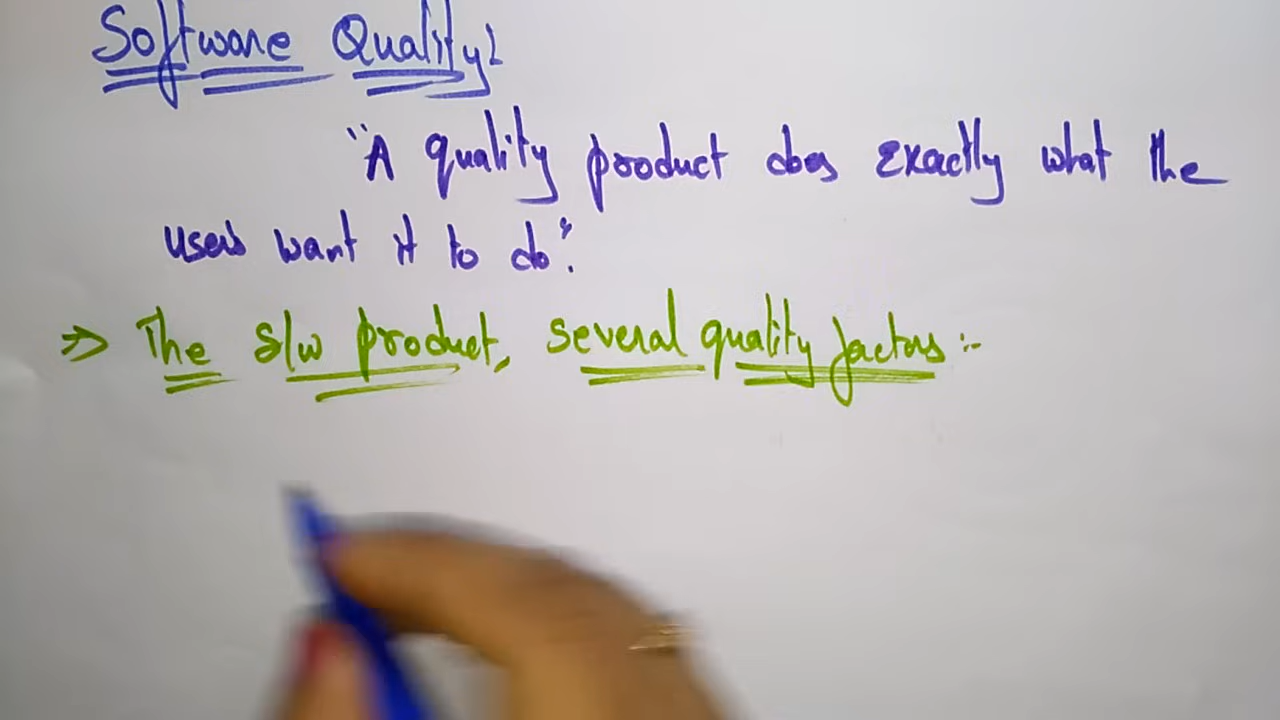 Software Quality:
"A quality product does exactly what the
users want it to do".
⇒ The s/w product, several quality factors :-